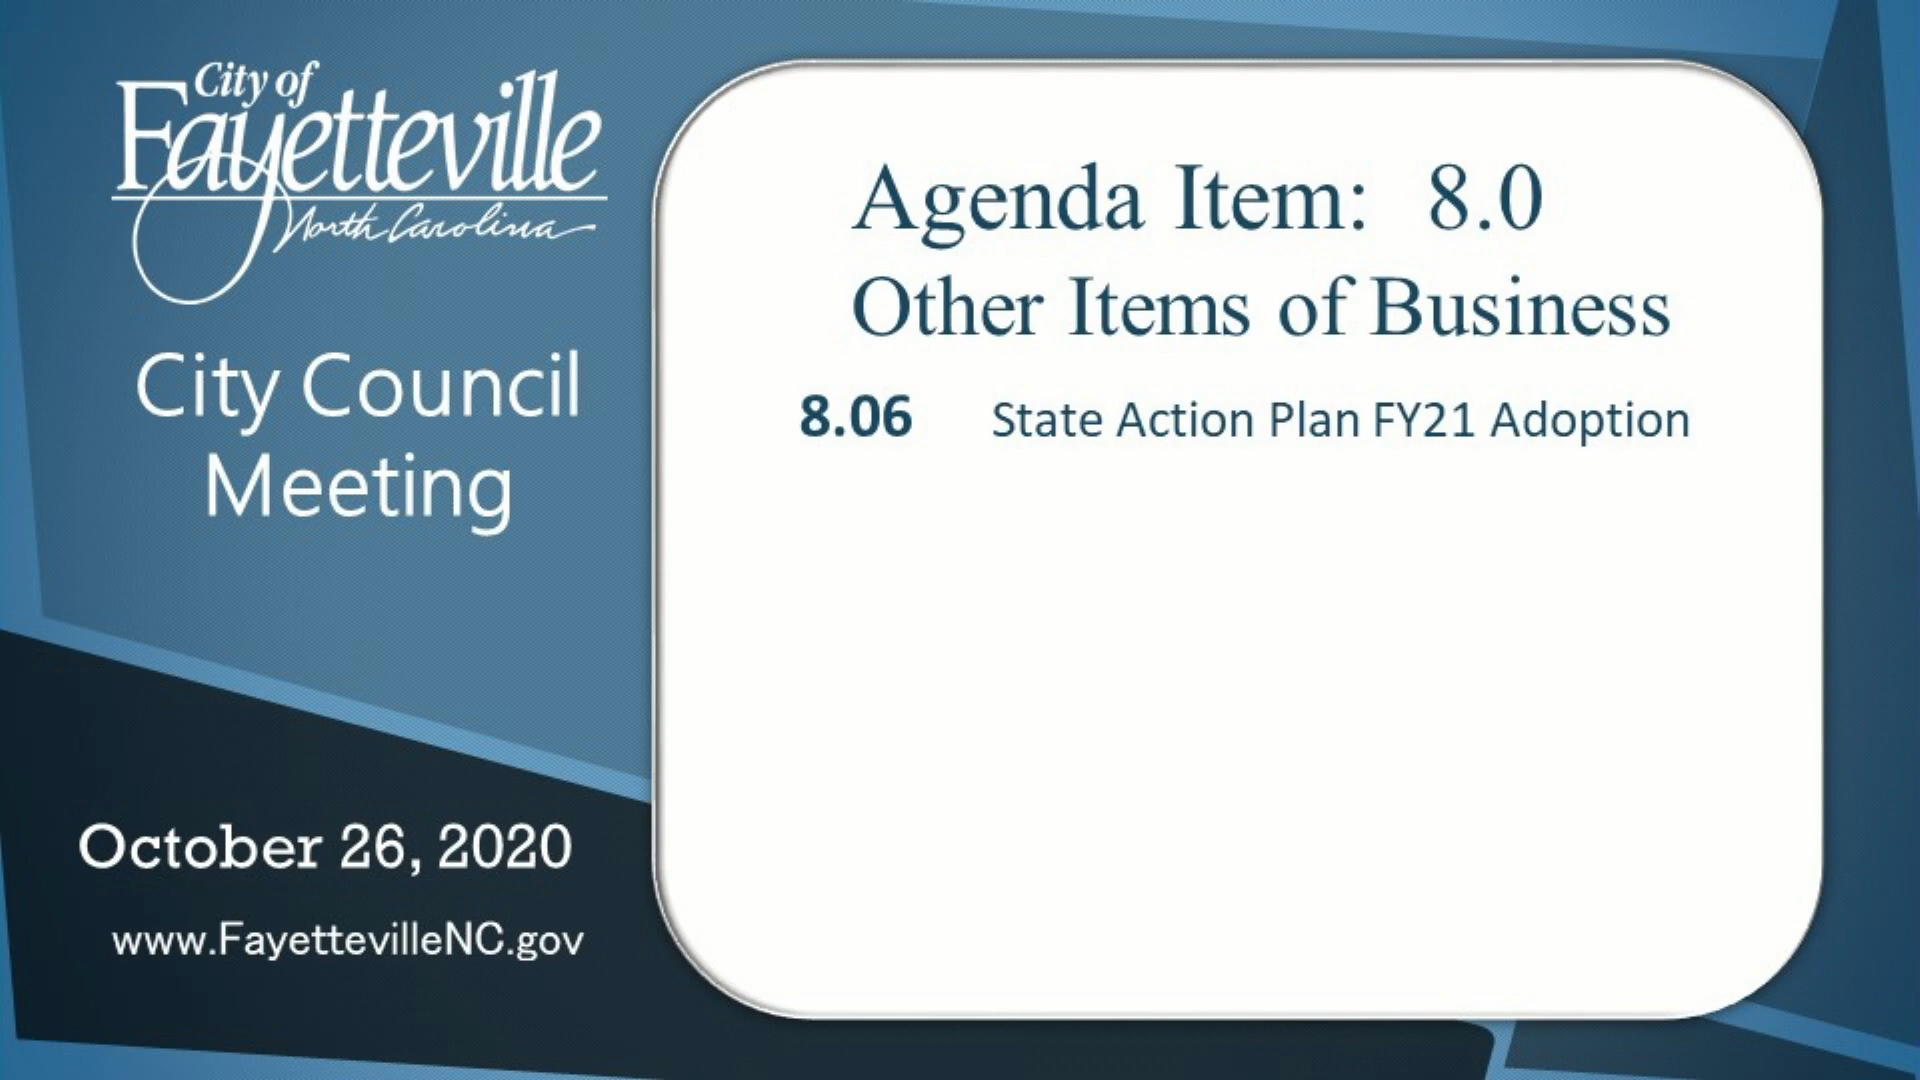 City of
Fayetteville
North Carolina
City Council
Meeting
October 26, 2020
www.FayettevilleNC.gov
Agenda Item: 8.0
Other Items of Business
8.06 State Action Plan FY21 Adoption